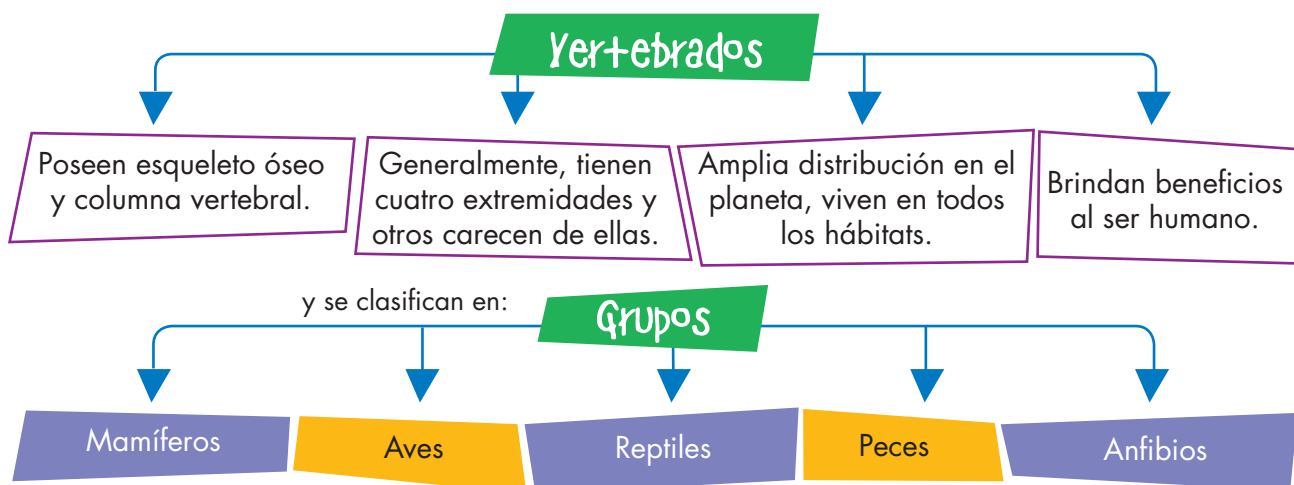 Vertebrados
Poseen esqueleto óseo
y columna vertebral.
Generalmente, tienen
cuatro extremidades y
otros carecen de ellas.
Amplia distribución en el
planeta, viven en todos
los hábitats.
Brindan beneficios
al ser humano.
y se clasifican en:
Grupos
Mamíferos
Aves
Reptiles
Peces
Anfibios